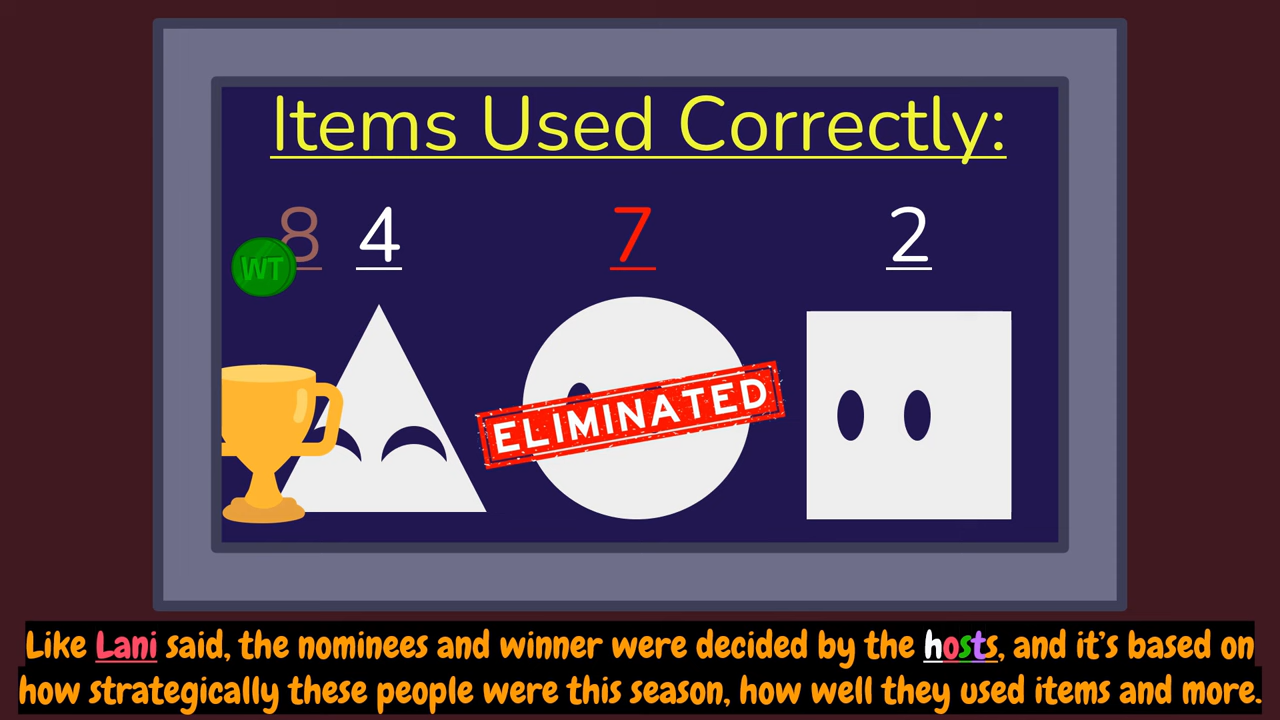 Items Used Correctly:
8 4 7 2
WT
ELIMINATED
Like Lani said, the nominees and winner were decided by the hosts, and it's based on
how strategically these people were this season, how well they used items and more.